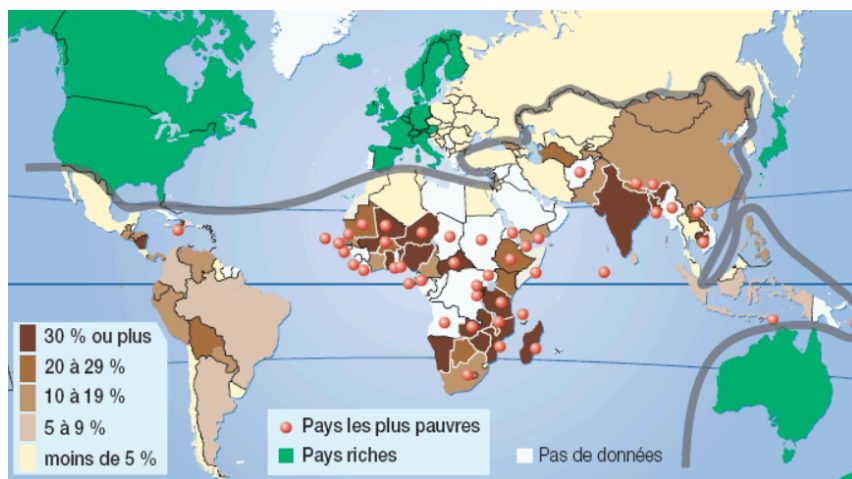 30 % ou plus
20 à 29 %
10 à 19 %
5 à 9 %
moins de 5 %
Pays les plus pauvres
Pays riches
Pas de données